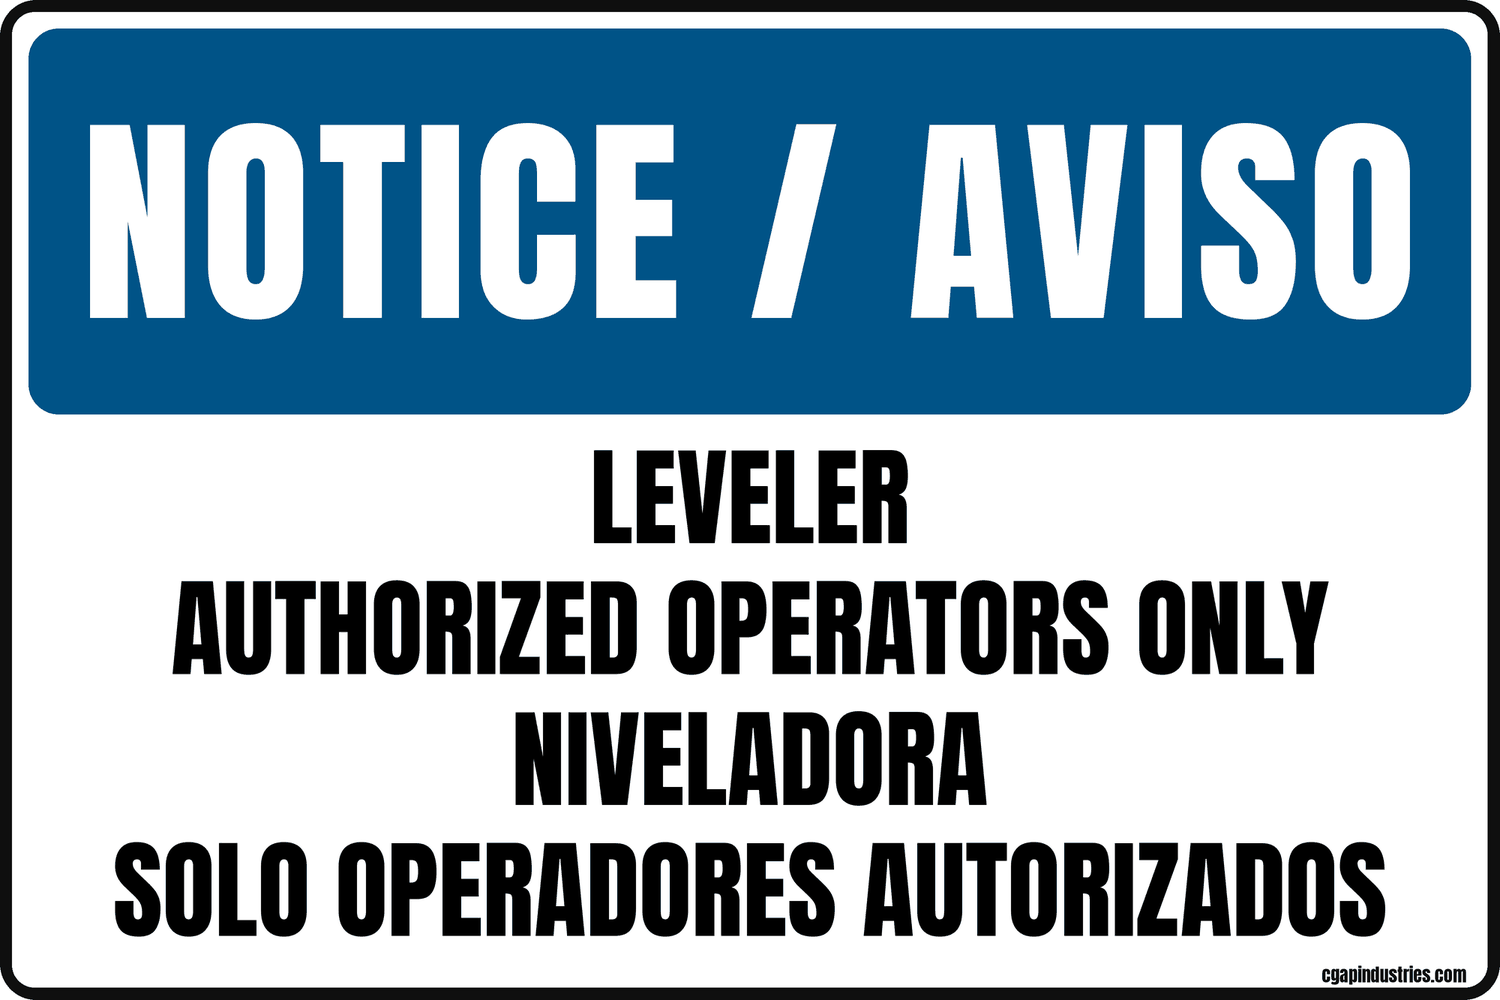 NOTICE / AVISO
LEVELER
AUTHORIZED OPERATORS ONLY
NIVELADORA
SOLO OPERADORES AUTORIZADOS
cgapindustries.com